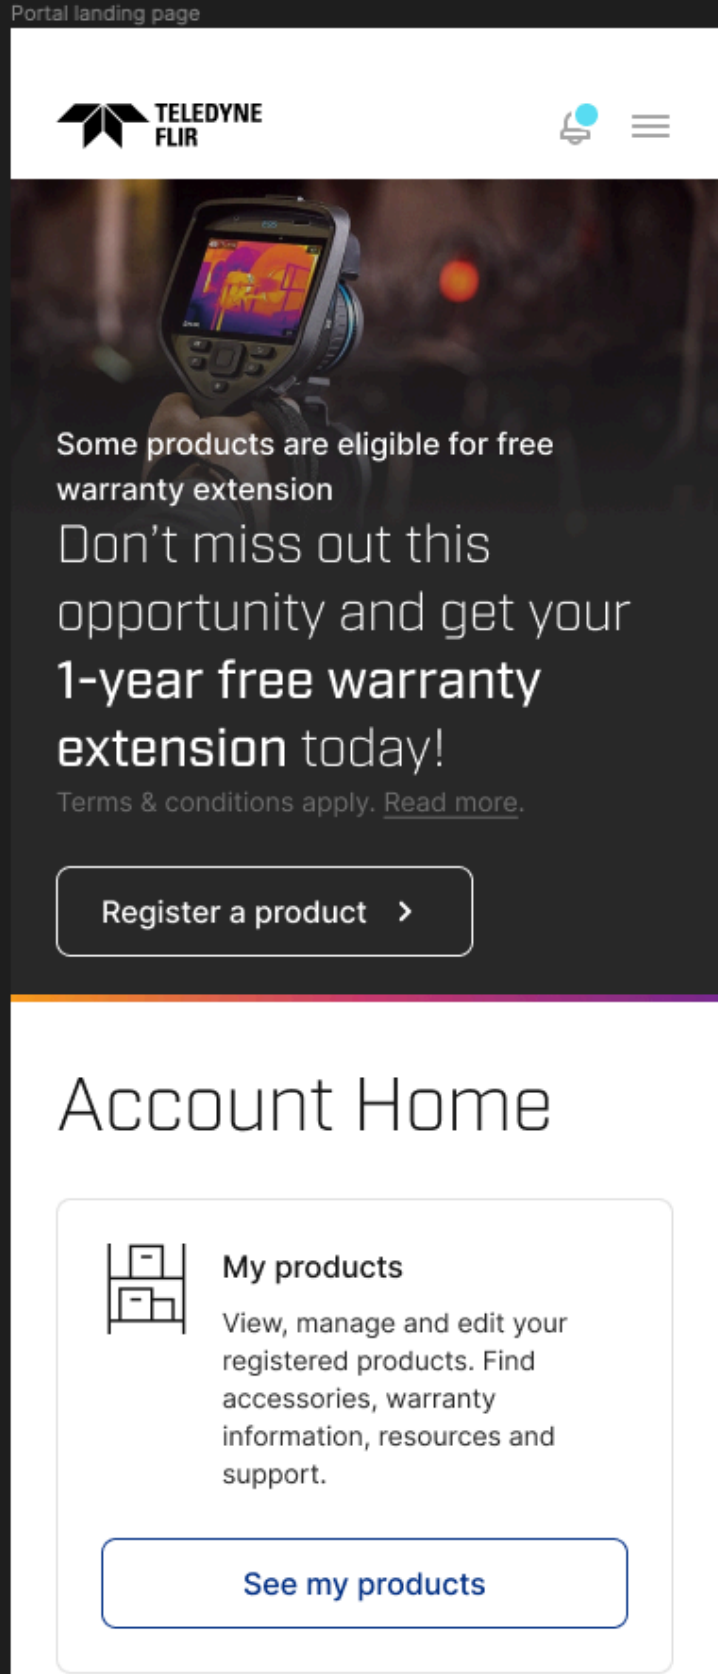 Portal landing page
TELEDYNE
FLIR
Some products are eligible for free
warranty extension
Don't miss out this
opportunity and get your
1-year free warranty
extension today!
Terms & conditions apply. Read more.
Register a product
Account Home
My products
View, manage and edit your
registered products. Find
accessories, warranty
information, resources and
support.
See my products